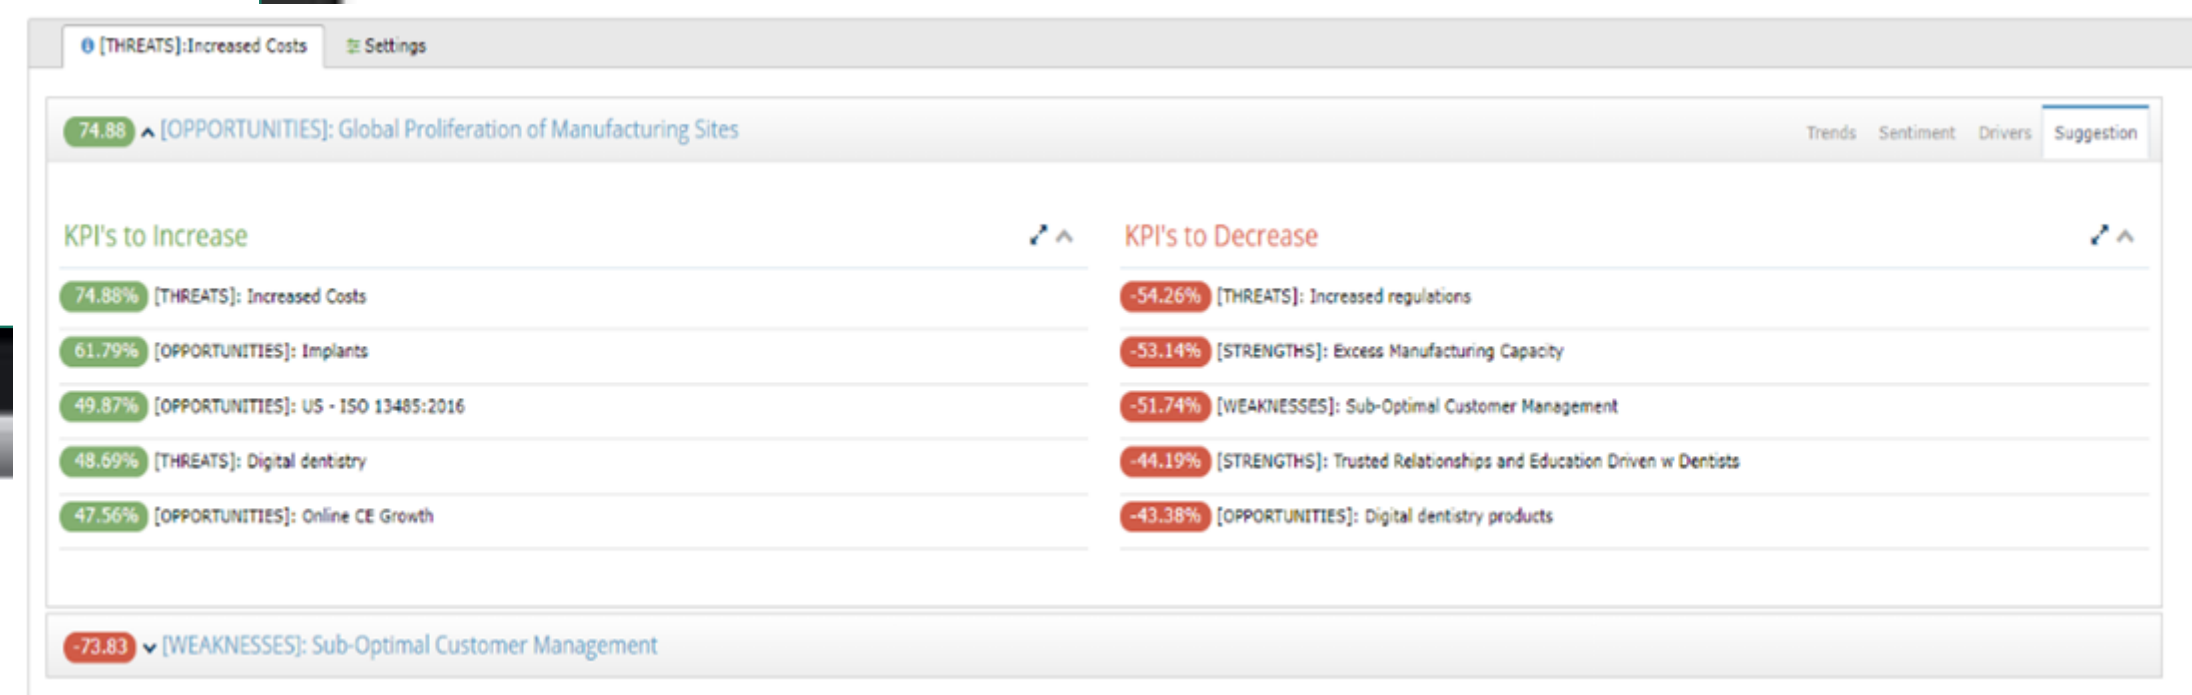 [THREATS]:Increased Costs Settings
74.88 [OPPORTUNITIES]: Global Proliferation of Manufacturing Sites Trends Sentiment Drivers Suggestion
KPI's to Increase KPI's to Decrease
74.88% [THREATS]: Increased Costs -54.26% [THREATS]: Increased regulations
61.79% [OPPORTUNITIES]: Implants -53.14% [STRENGTHS]: Excess Manufacturing Capacity
49.87% [OPPORTUNITIES]: US - ISO 13485:2016 -51.74% [WEAKNESSES]: Sub-Optimal Customer Management
48.69% [THREATS]: Digital dentistry -44.19% [STRENGTHS]: Trusted Relationships and Education Driven w Dentists
47.56% [OPPORTUNITIES]: Online CE Growth -43.38% [OPPORTUNITIES]: Digital dentistry products
-73.83 [WEAKNESSES]: Sub-Optimal Customer Management